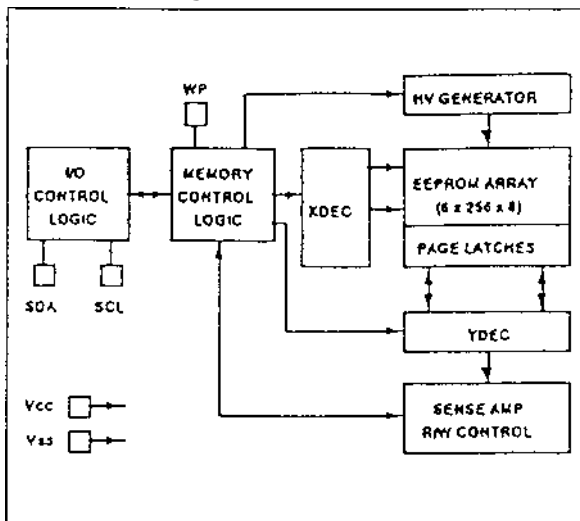 WP
HV GENERATOR
I/O
CONTROL
LOGIC
MEMORY
CONTROL
LOGIC
XDEC
EEPROM ARRAY
(8 x 256 x 8)
PAGE LATCHES
SDA
SCL
YDEC
Vcc
Vss
SENSE AMP
R/W CONTROL